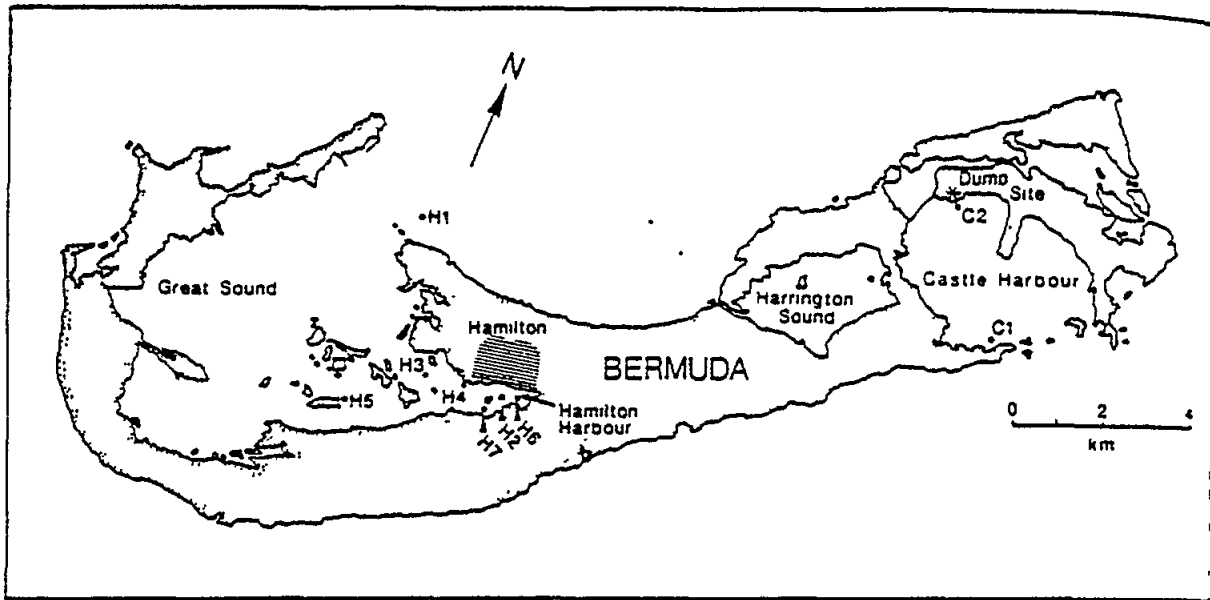 N
H1
Dump
Site
C2
Great Sound
Castle Harbour
Harrington
Sound
Hamilton
C1
H3
BERMUDA
H5
H4
Hamilton
Harbour
H7
H2
H6
0 2 4
km